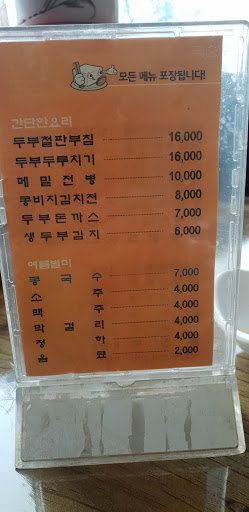 모든 메뉴 포장됩니다!
간단한요리
두부철판부침 16,000
두부두루치기 16,000
메밀전병 10,000
콩비지김치전 8,000
두부돈까스 7,000
생두부김치 6,000
여름별미
콩국수 7,000
소주 4,000
맥주 4,000
막걸리 4,000
청하 4,000
음료 2,000